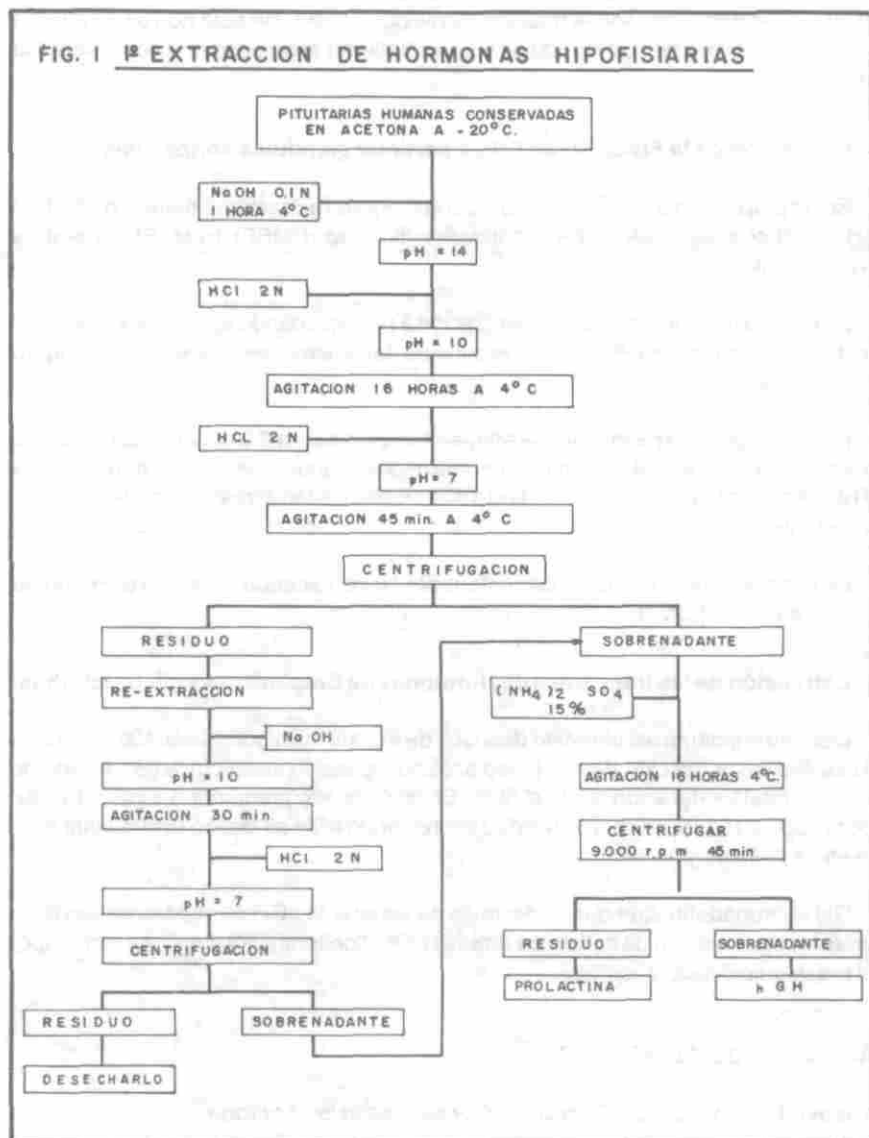 FIG. 1 1º EXTRACCION DE HORMONAS HIPOFISIARIAS
PITUITARIAS HUMANAS CONSERVADAS
EN ACETONA A -20°C.
NaOH 0.1 N
1 HORA 4°C
pH = 14
HCl 2N
pH = 10
AGITACION 16 HORAS A 4° C
HCL 2 N
pH = 7
AGITACION 45 min. A 4° C
CENTRIFUGACION
RESIDUO
RE-EXTRACCION
NaOH
pH = 10
AGITACION 30 min
HCl 2 N
pH = 7
CENTRIFUGACION
RESIDUO
SOBRENADANTE
DESECHARLO
SOBRENADANTE
(NH4)2 SO4
15%
AGITACION 16 HORAS 4°C.
CENTRIFUGAR
9.000 r.p.m 45 min
RESIDUO
SOBRENADANTE
PROLACTINA
h GH